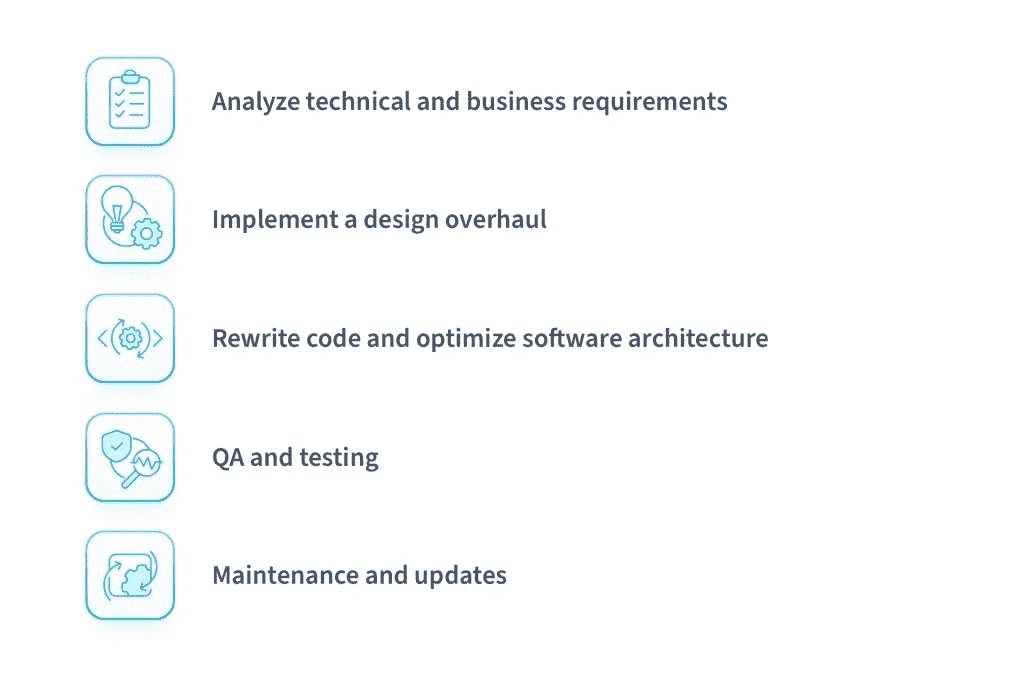 Analyze technical and business requirements
Implement a design overhaul
Rewrite code and optimize software architecture
QA and testing
Maintenance and updates